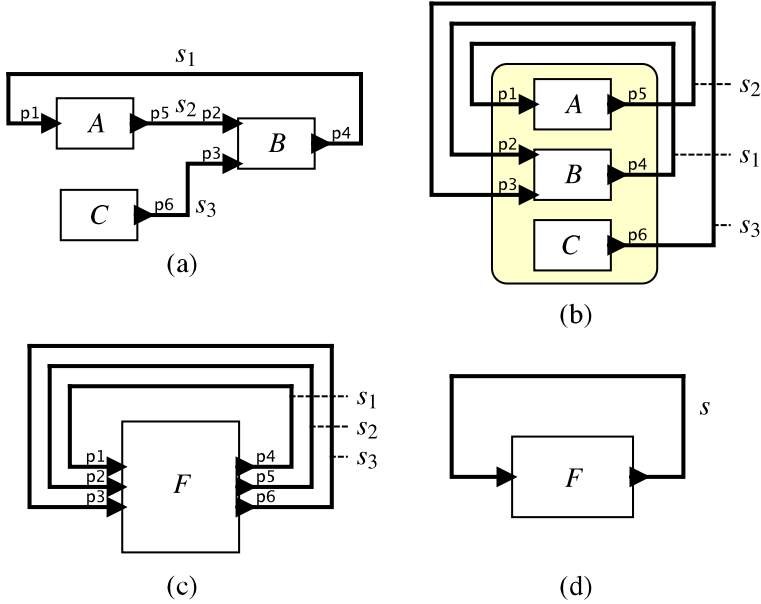 s1
p1 A p5 s2 p2 B p4
p3
C p6 s3
(a)
p1 A p5 s2
p2 B p4 s1
p3
C p6 s3
(b)
s1
s2
p1 p4 s3
p2 F p5
p3 p6
(c)
s
F
(d)